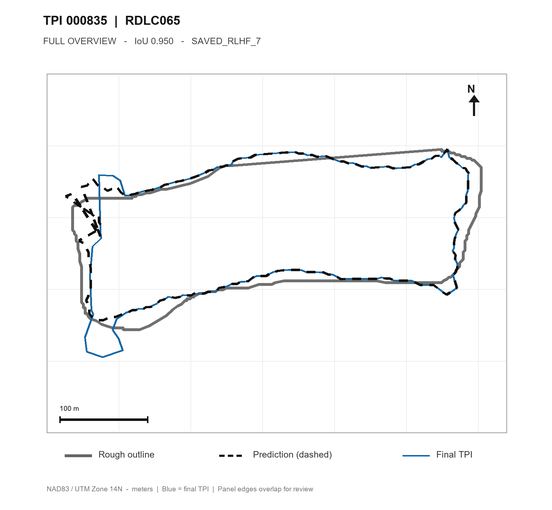 TPI 000835 | RDLC065
FULL OVERVIEW - IoU 0.950 - SAVED_RLHF_7
N
100 m
Rough outline
Prediction (dashed)
Final TPI
NAD83 / UTM Zone 14N - meters | Blue = final TPI | Panel edges overlap for review